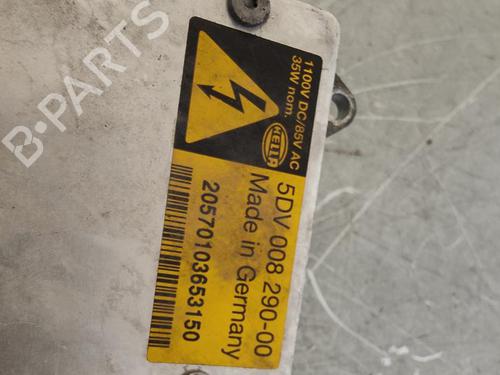 B-PARTS
1100V DC/85V AC
35W nom.
HELLA
5DV 008 290-00
Made in Germany
20570103653150